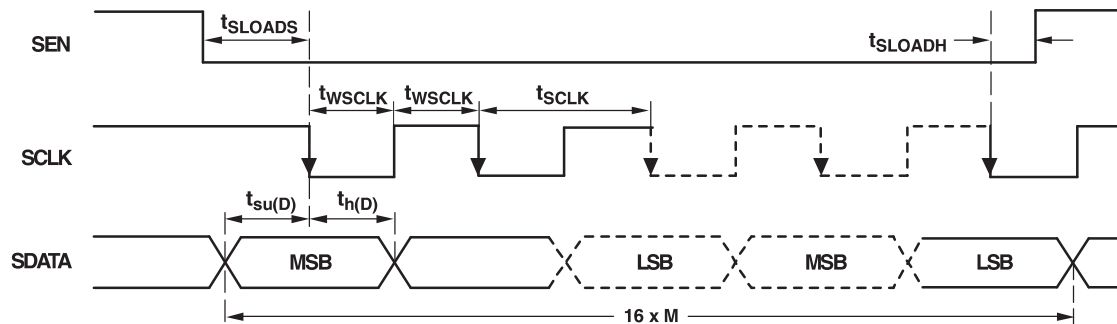 SEN
tSLOADS
tSLOADH
tWSCLK
tWSCLK
tSCLK
SCLK
tsu(D)
th(D)
SDATA
MSB
LSB
MSB
LSB
16 x M